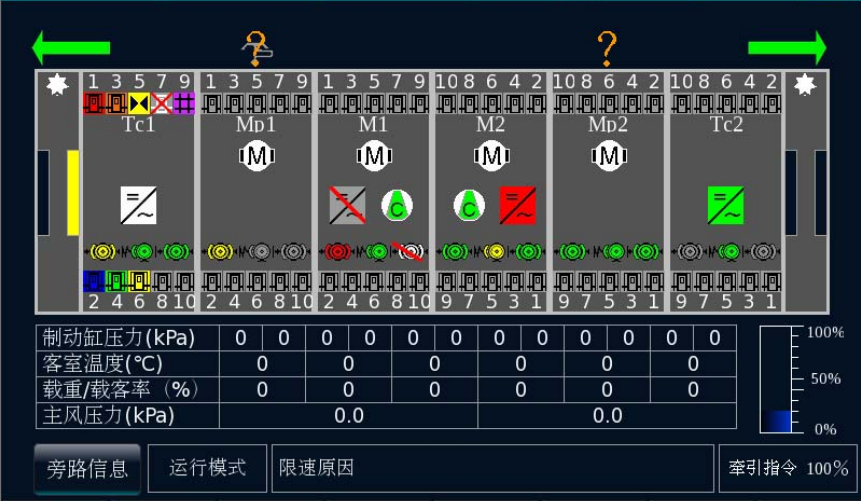 ? ?
1 3 5 7 9 1 3 5 7 9 1 3 5 7 9 10 8 6 4 2 10 8 6 4 2 10 8 6 4 2
Tc1 Mp1 M1 M2 Mp2 Tc2
M M M M
C C
2 4 6 8 10 2 4 6 8 10 2 4 6 8 10 9 7 5 3 1 9 7 5 3 1 9 7 5 3 1
制动缸压力(kPa) 0 0 0 0 0 0 0 0 0 0 0 0
100%
客室温度(℃) 0 0 0 0 0 0
载重/载客率（%） 0 0 0 0 0 0
50%
主风压力(kPa) 0.0 0.0
0%
旁路信息 运行模式 限速原因 牵引指令 100%